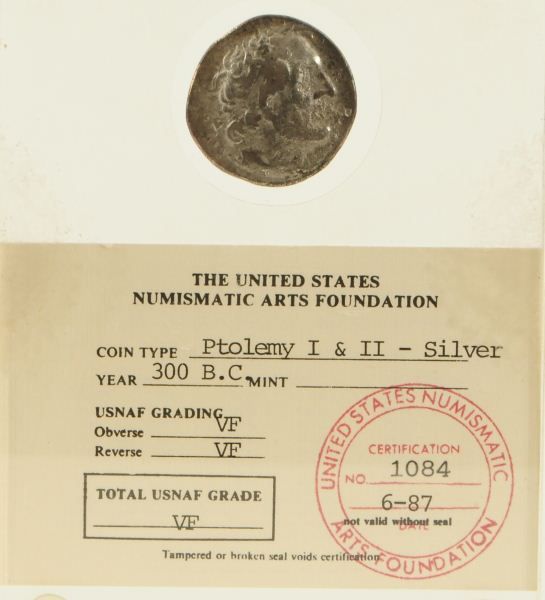 THE UNITED STATES
NUMISMATIC ARTS FOUNDATION
COIN TYPE Ptolemy I & II - Silver
YEAR 300 B.C. MINT
USNAF GRADING
Obverse VF
Reverse VF
TOTAL USNAF GRADE
VF
UNITED STATES NUMISMATIC
ARTS FOUNDATION
CERTIFICATION
NO. 1084
6-87
not valid without seal
DATE
Tampered or broken seal voids certification